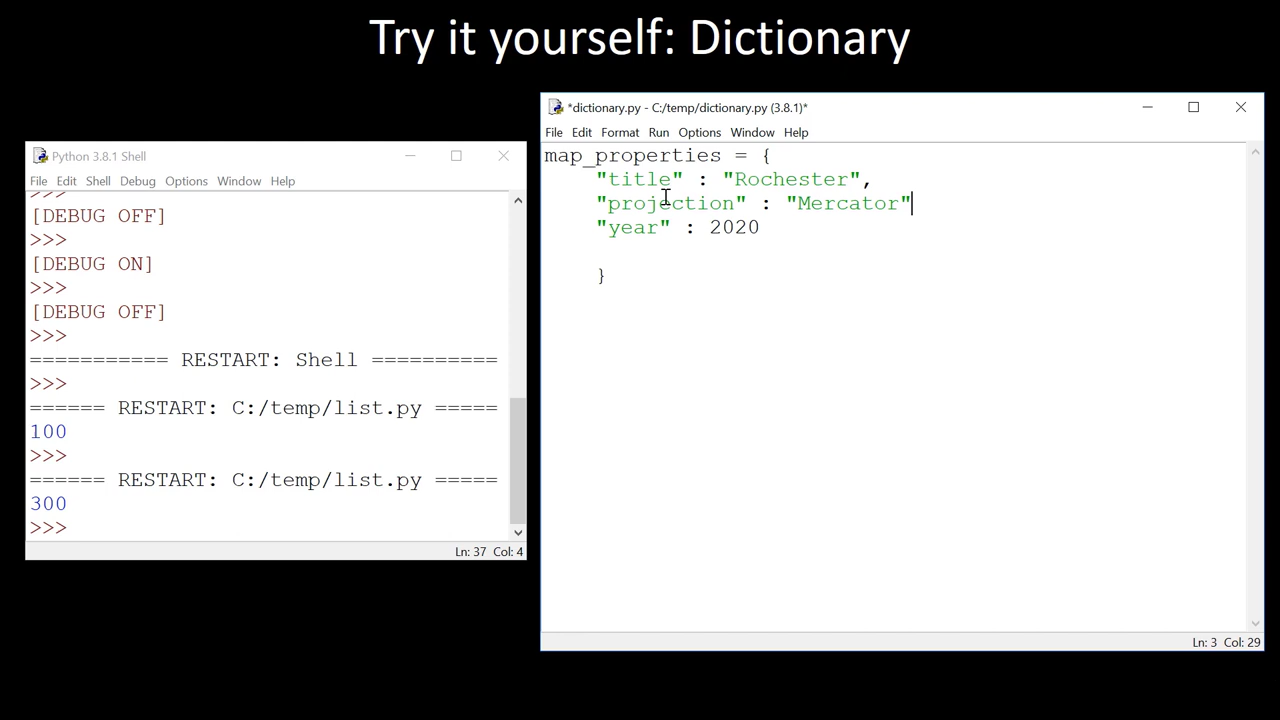 Try it yourself: Dictionary
Python 3.8.1 Shell
File Edit Shell Debug Options Window Help
>>>
[DEBUG OFF]
>>>
[DEBUG ON]
>>>
[DEBUG OFF]
>>>
=========== RESTART: Shell ==========
>>>
====== RESTART: C:/temp/list.py =====
100
>>>
====== RESTART: C:/temp/list.py =====
300
>>>
Ln: 37 Col: 4
*dictionary.py - C:/temp/dictionary.py (3.8.1)*
File Edit Format Run Options Window Help
map_properties = {
"title" : "Rochester",
"projection" : "Mercator"
"year" : 2020
}
Ln: 3 Col: 29